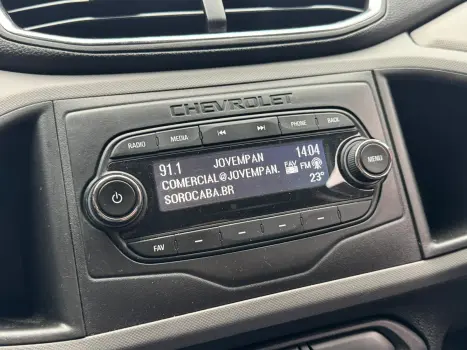 CHEVROLET
RADIO MEDIA PHONE BACK
91.1 JOVEMPAN 14:04
COMERCIAL@JOVEMPAN. FAV FM
SOROCABA.BR 23°
MENU
FAV